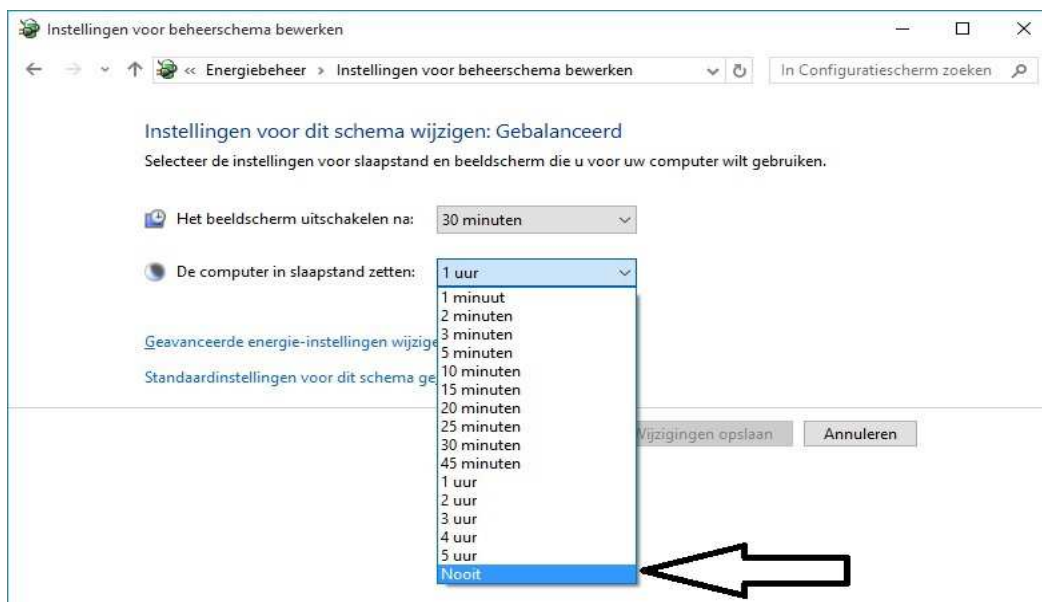 Instellingen voor beheerschema bewerken
« Energiebeheer › Instellingen voor beheerschema bewerken
In Configuratiescherm zoeken
Instellingen voor dit schema wijzigen: Gebalanceerd
Selecteer de instellingen voor slaapstand en beeldscherm die u voor uw computer wilt gebruiken.
Het beeldscherm uitschakelen na: 30 minuten
De computer in slaapstand zetten: 1 uur
1 minuut
2 minuten
3 minuten
5 minuten
10 minuten
15 minuten
20 minuten
25 minuten
30 minuten
45 minuten
1 uur
2 uur
3 uur
4 uur
5 uur
Nooit
Geavanceerde energie-instellingen wijzige
Standaardinstellingen voor dit schema ge
Wijzigingen opslaan
Annuleren